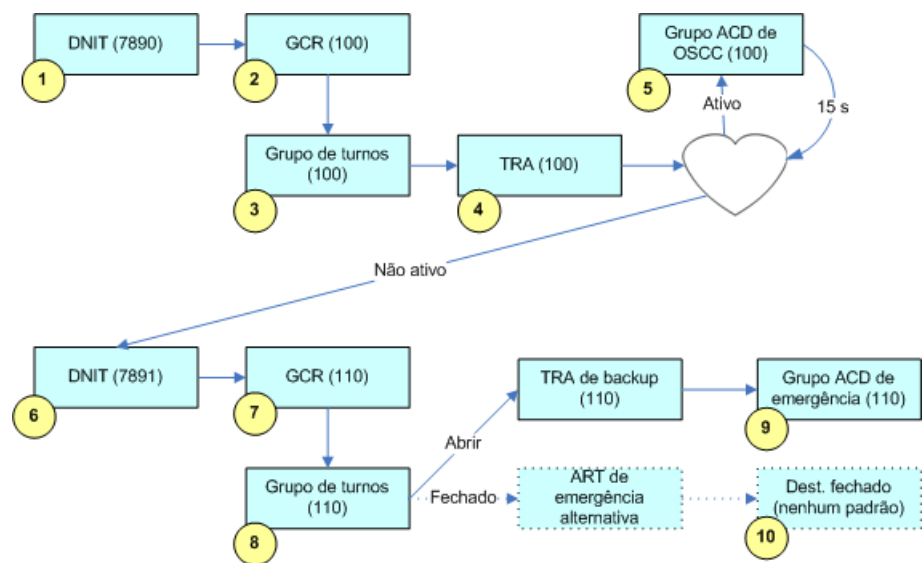 DNIT (7890)
1
GCR (100)
2
Grupo ACD de
OSCC (100)
5
Ativo
15 s
Grupo de turnos
(100)
3
TRA (100)
4
Não ativo
DNIT (7891)
6
GCR (110)
7
TRA de backup
(110)
Grupo ACD de
emergência (110)
9
Abrir
Grupo de turnos
(110)
8
Fechado
ART de
emergência
alternativa
Dest. fechado
(nenhum padrão)
10